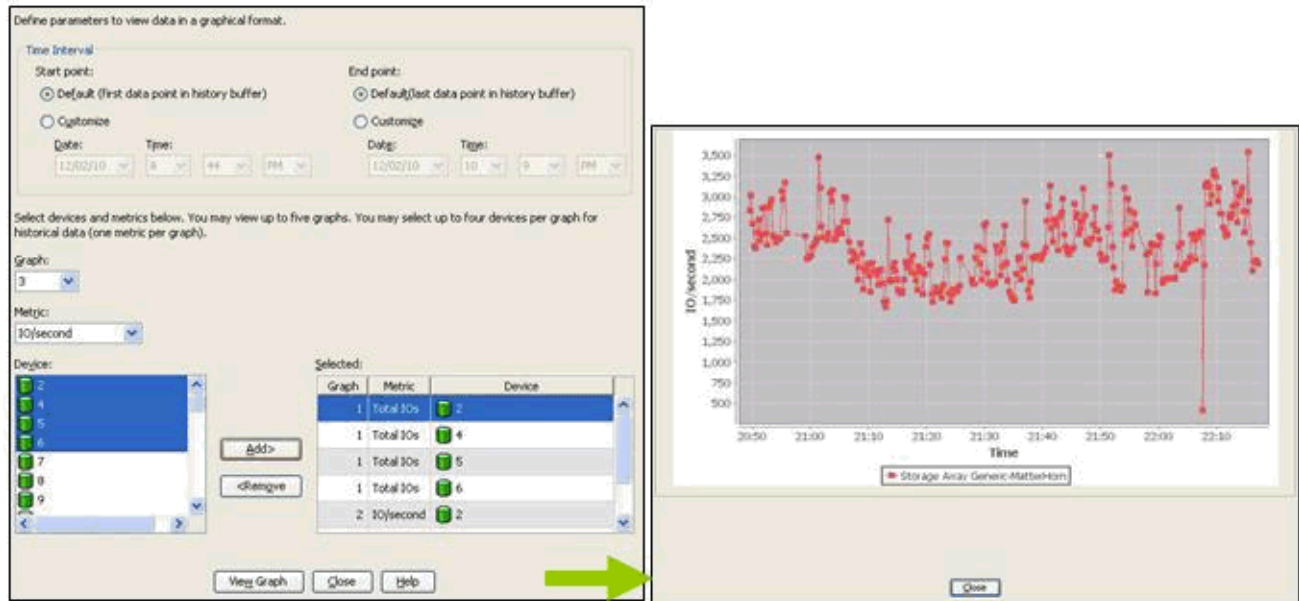 Define parameters to view data in a graphical format.
Time Interval
Start point:
End point:
Default (first data point in history buffer)
Default(last data point in history buffer)
Customize
Customize
Date:
Time:
Date:
Time:
12/02/10
8
44
PM
12/02/10
10
9
PM
Select devices and metrics below. You may view up to five graphs. You may select up to four devices per graph for
historical data (one metric per graph).
Graph:
3
Metric:
IO/second
Device:
2
4
5
6
7
8
9
Add>
<Remove
Selected:
Graph Metric Device
1 Total IOs 2
1 Total IOs 4
1 Total IOs 5
1 Total IOs 6
2 IO/second 2
View Graph
Close
Help
IO/second
3,500
3,250
3,000
2,750
2,500
2,250
2,000
1,750
1,500
1,250
1,000
750
500
20:50 21:00 21:10 21:20 21:30 21:40 21:50 22:00 22:10
Time
Storage Array Generic-MatterHorn
Close